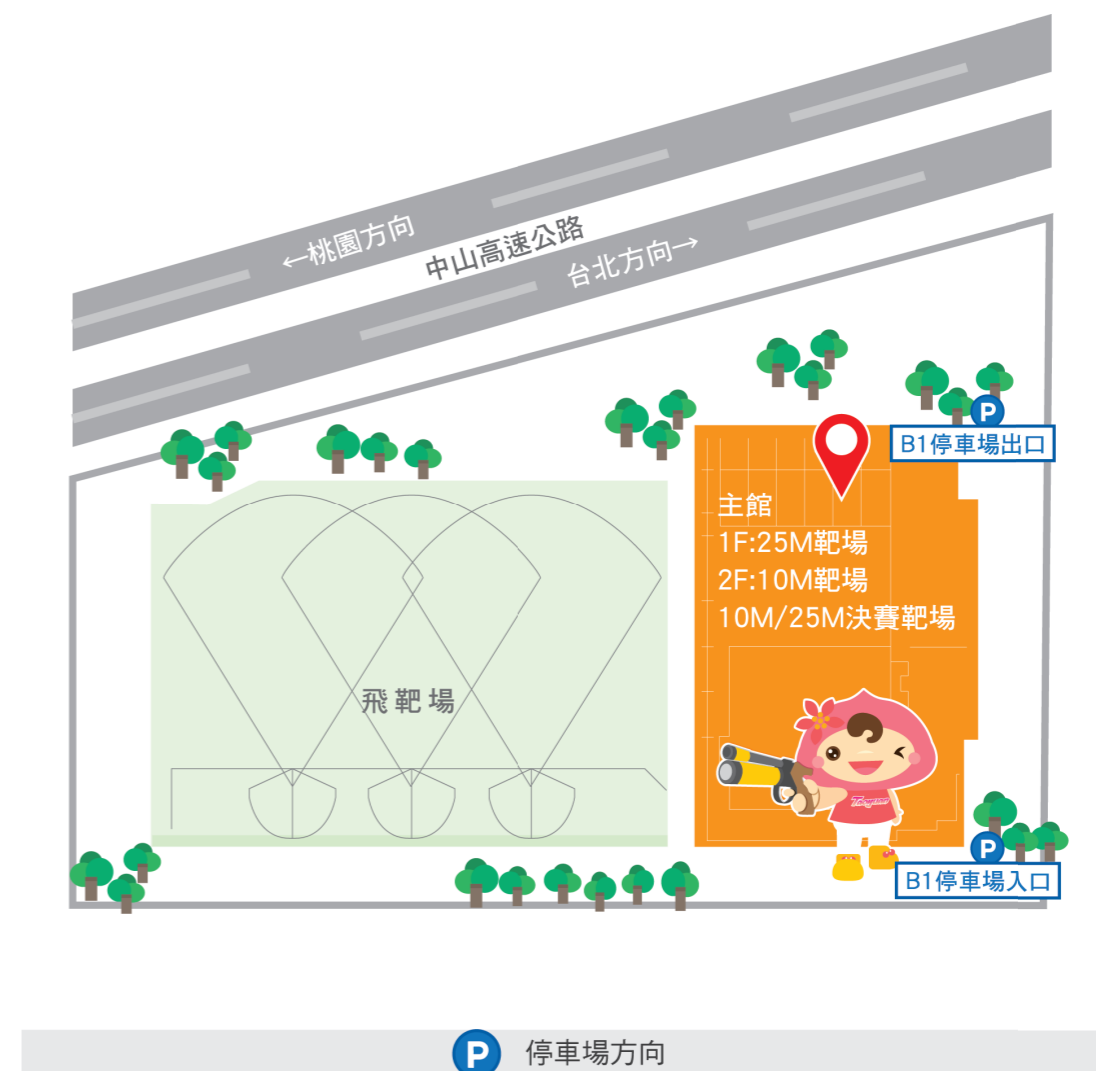 ←桃園方向
中山高速公路
台北方向→
P
B1停車場出口
主館
1F:25M靶場
2F:10M靶場
10M/25M決賽靶場
飛靶場
Taoyuan
P
B1停車場入口
P 停車場方向